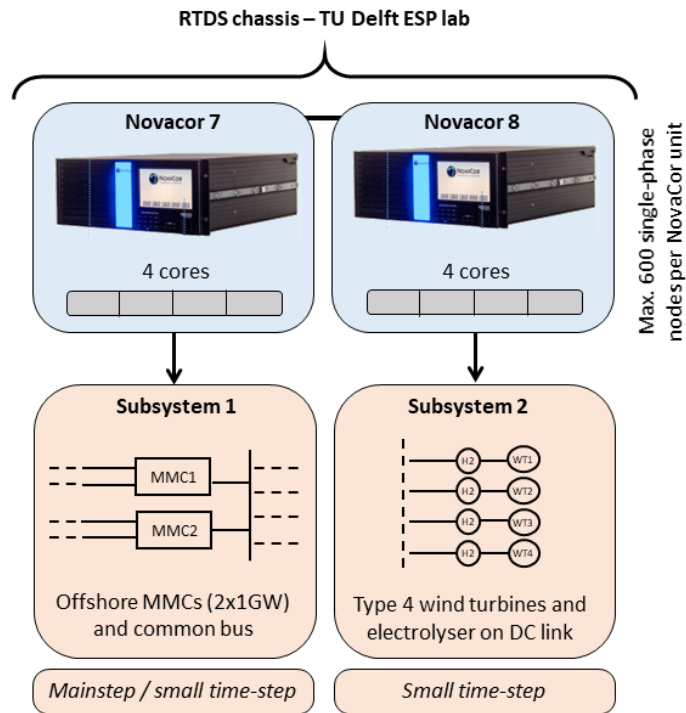 RTDS chassis – TU Delft ESP lab
Novacor 7
NovaCor
4 cores
Novacor 8
NovaCor
4 cores
Max. 600 single-phase
nodes per NovaCor unit
Subsystem 1
MMC1
MMC2
Offshore MMCs (2x1GW)
and common bus
Mainstep / small time-step
Subsystem 2
H2
WT1
H2
WT2
H2
WT3
H2
WT4
Type 4 wind turbines and
electrolyser on DC link
Small time-step